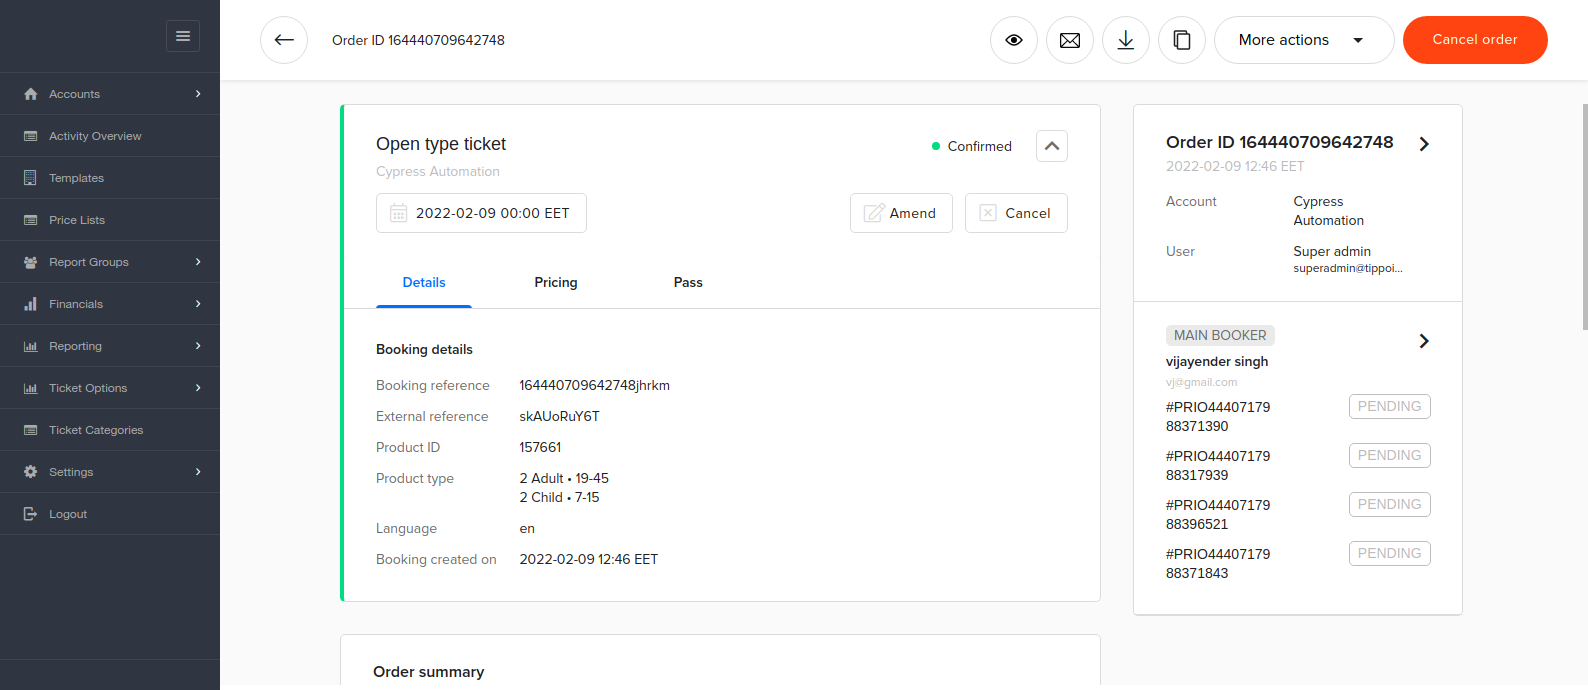 Order ID 164440709642748
More actions
Cancel order
Accounts
Activity Overview
Templates
Price Lists
Report Groups
Financials
Reporting
Ticket Options
Ticket Categories
Settings
Logout
Open type ticket
Confirmed
Cypress Automation
2022-02-09 00:00 EET
Amend
Cancel
Details
Pricing
Pass
Booking details
Booking reference 164440709642748jhrkm
External reference skAUoRuY6T
Product ID 157661
Product type 2 Adult • 19-45
2 Child • 7-15
Language en
Booking created on 2022-02-09 12:46 EET
Order summary
Order ID 164440709642748
2022-02-09 12:46 EET
Account Cypress
Automation
User Super admin
superadmin@tippoi...
MAIN BOOKER
vijayender singh
vj@gmail.com
#PRIO44407179 PENDING
88371390
#PRIO44407179 PENDING
88317939
#PRIO44407179 PENDING
88396521
#PRIO44407179 PENDING
88371843